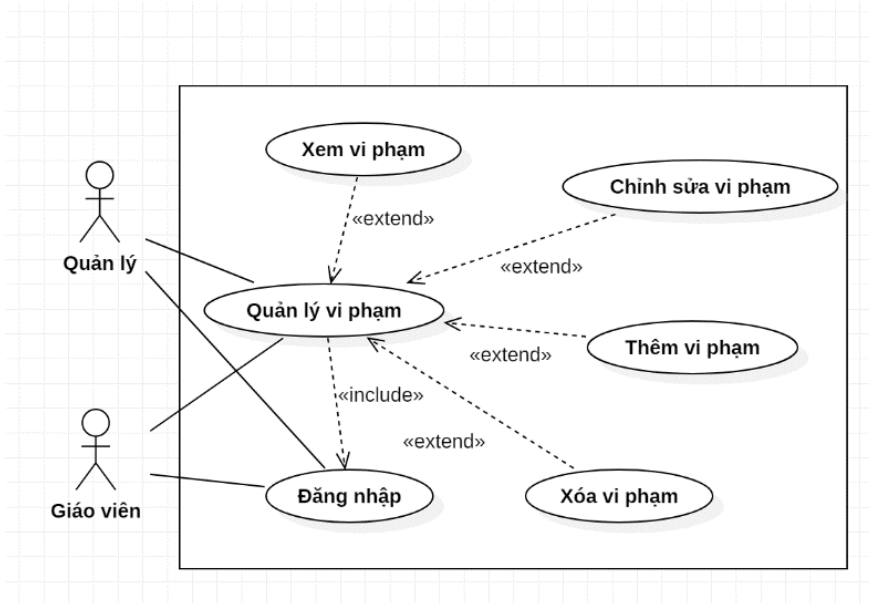 Xem vi phạm
Chỉnh sửa vi phạm
«extend»
Quản lý
«extend»
Quản lý vi phạm
Thêm vi phạm
«extend»
«include»
«extend»
Đăng nhập
Xóa vi phạm
Giáo viên